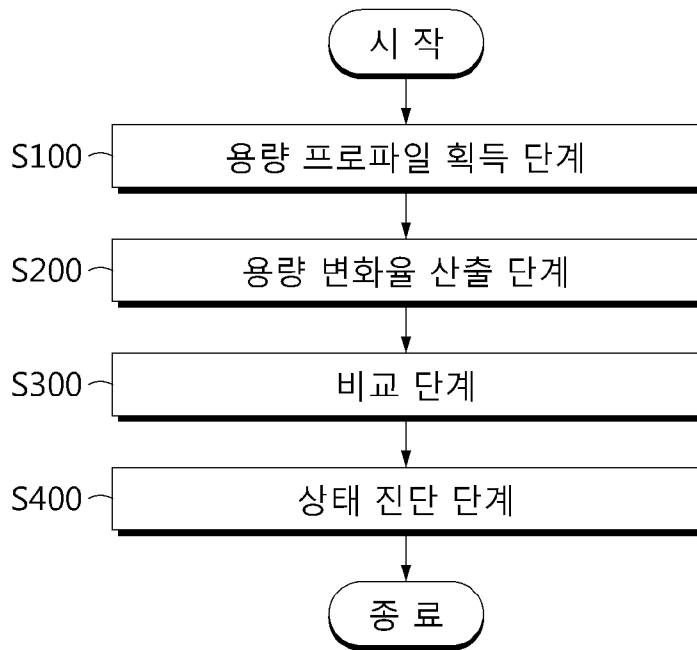 시 작
S100 용량 프로파일 획득 단계
S200 용량 변화율 산출 단계
S300 비교 단계
S400 상태 진단 단계
종 료